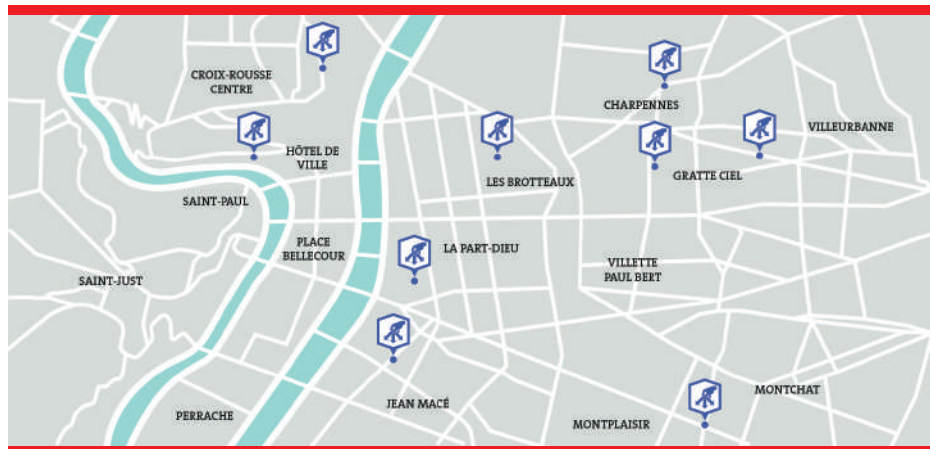 CROIX-ROUSSE
CENTRE
CHARPENNES
VILLEURBANNE
HÔTEL DE
VILLE
GRATTE CIEL
LES BROTTEAUX
SAINT-PAUL
PLACE
BELLECOUR
LA PART-DIEU
VILLETTE
PAUL BERT
SAINT-JUST
MONTCHAT
JEAN MACÉ
PERRACHE
MONTPLAISIR